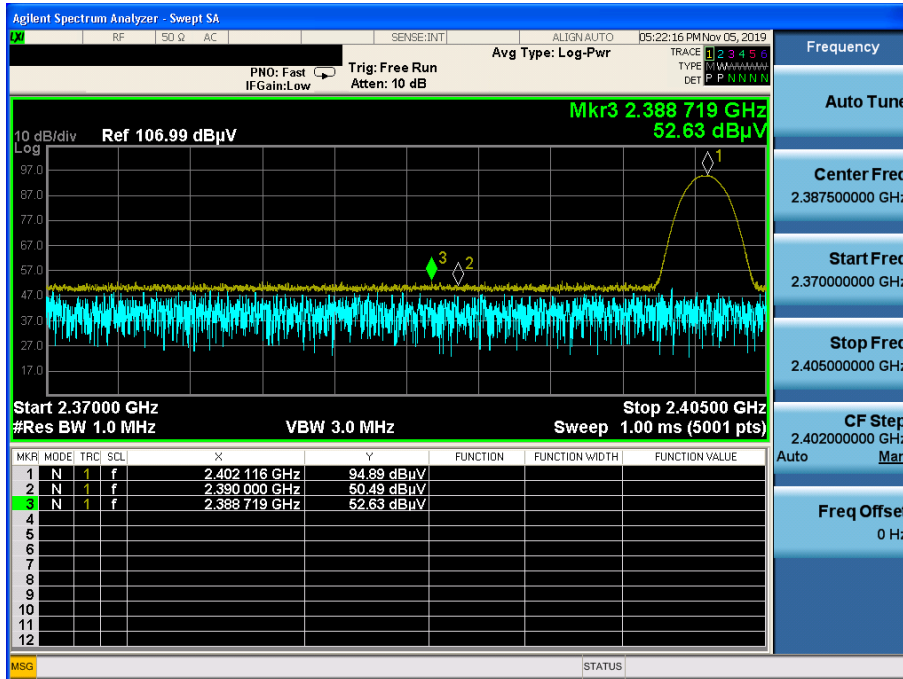 Agilent Spectrum Analyzer - Swept SA
LXI RF 50 Ω AC SENSE:INT ALIGN AUTO 05:22:16 PM Nov 05, 2019
PNO: Fast
IFGain:Low
Trig: Free Run
Atten: 10 dB
Avg Type: Log-Pwr
TRACE 1 2 3 4 5 6
TYPE M WWWWWW
DET P P N N N N
Mkr3 2.388 719 GHz
52.63 dBµV
10 dB/div Ref 106.99 dBµV
Log
97.0
87.0
77.0
67.0
57.0
47.0
37.0
27.0
17.0
1
3
2
Start 2.37000 GHz
Stop 2.40500 GHz
#Res BW 1.0 MHz
VBW 3.0 MHz
Sweep 1.00 ms (5001 pts)
MKR MODE TRC SCL X Y FUNCTION FUNCTION WIDTH FUNCTION VALUE
1 N 1 f 2.402 116 GHz 94.89 dBµV
2 N 1 f 2.390 000 GHz 50.49 dBµV
3 N 1 f 2.388 719 GHz 52.63 dBµV
4
5
6
7
8
9
10
11
12
MSG
STATUS
Frequency
Auto Tune
Center Freq
2.387500000 GHz
Start Freq
2.370000000 GHz
Stop Freq
2.405000000 GHz
CF Step
2.402000000 GHz
Auto Man
Freq Offset
0 Hz